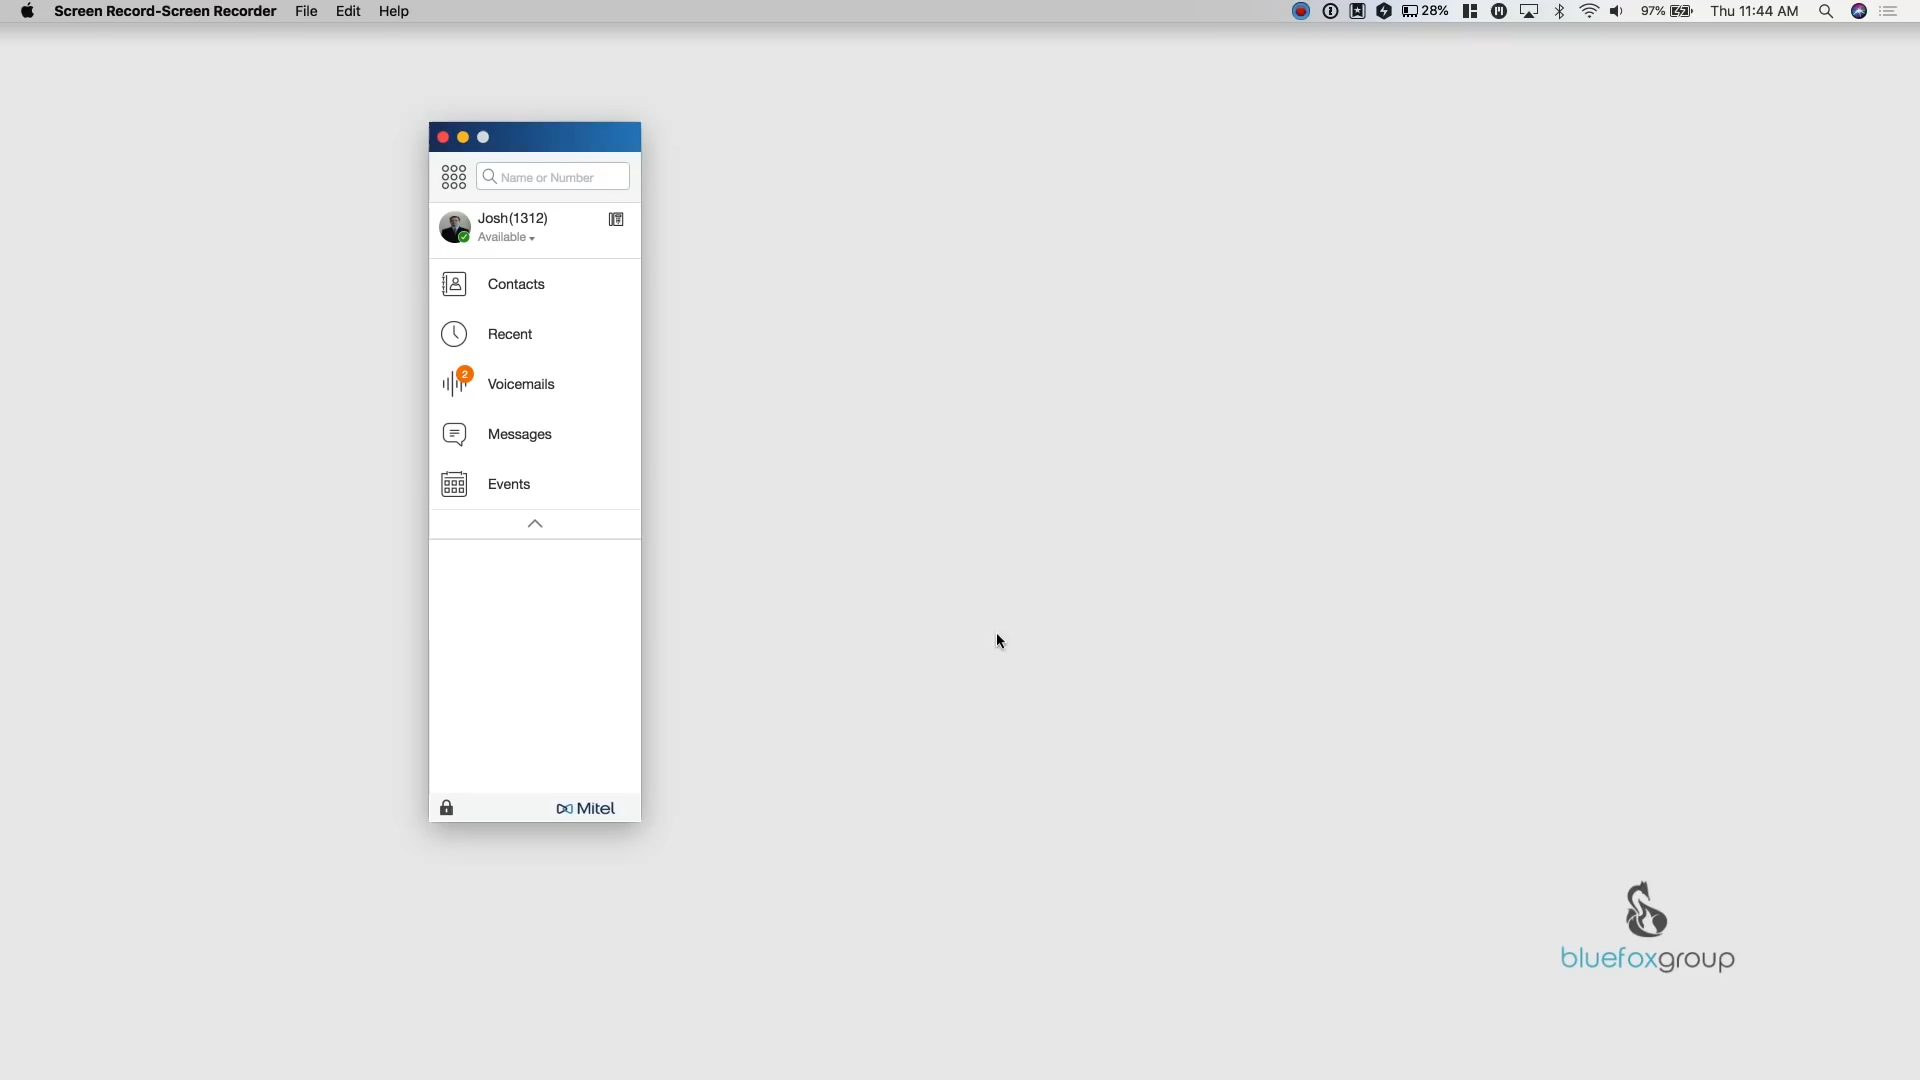 Screen Record-Screen Recorder File Edit Help 28% 97% Thu 11:44 AM
Name or Number
Josh(1312)
Available
Contacts
Recent
2
Voicemails
Messages
Events
Mitel
bluefoxgroup